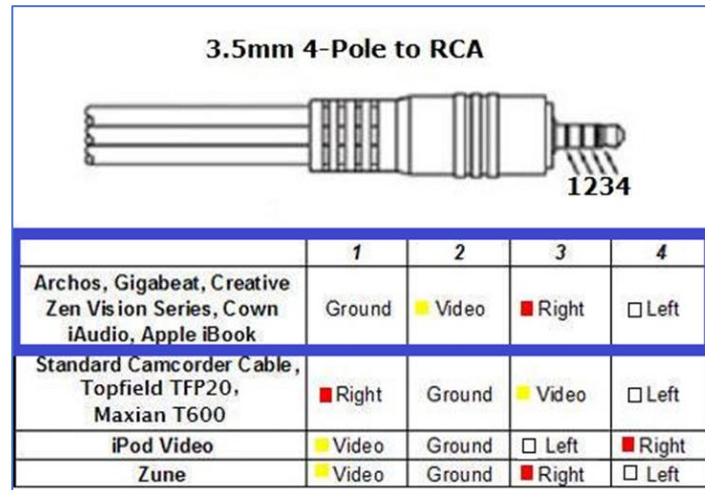 3.5mm 4-Pole to RCA
1234
1 2 3 4
Archos, Gigabeat, Creative
Zen Vision Series, Cown
iAudio, Apple iBook
Ground Video Right Left
Standard Camcorder Cable,
Topfield TFP20,
Maxian T600
Right Ground Video Left
iPod Video Video Ground Left Right
Zune Video Ground Right Left